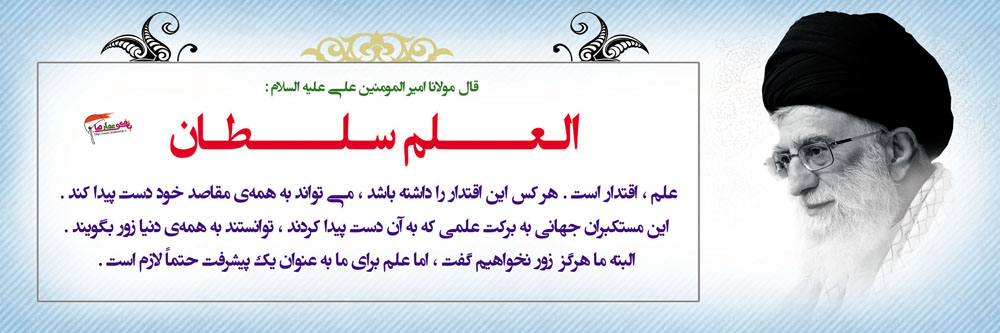 قال مولانا امیر المومنین علی علیه السلام :
العلم سلطان
علم ، اقتدار است . هر کس این اقتدار را داشته باشد ، می تواند به همه‌ی مقاصد خود دست پیدا کند .
این مستکبران جهانی به برکت علمی که به آن دست پیدا کردند ، توانستند به همه‌ی دنیا زور بگویند .
البته ما هرگز زور نخواهیم گفت ، اما علم برای ما به عنوان یک پیشرفت حتماً لازم است .